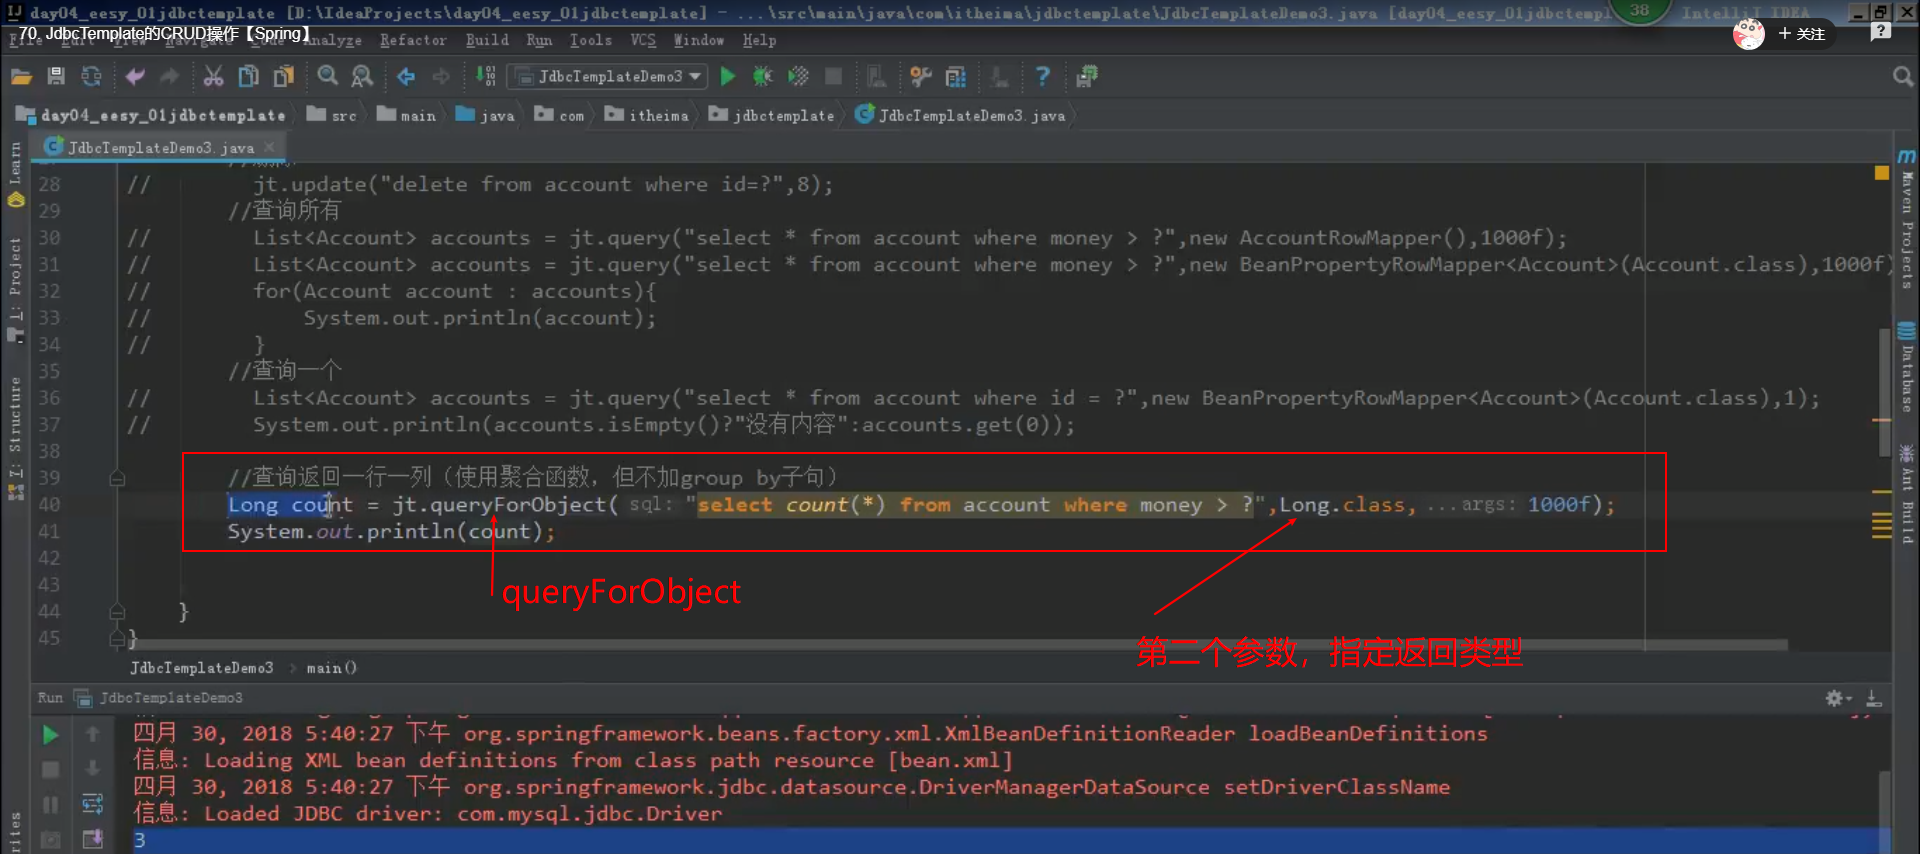 day04_eesy_01jdbctemplate [D:\IdeaProjects\day04_eesy_01jdbctemplate] - ...\src\main\java\com\itheima\jdbctemplate\JdbcTemplateDemo3.java [day04_eesy_01jdbctempl
38
IntelliJ IDEA
70. JdbcTemplate的CRUD操作【Spring】
File Edit View Navigate Code Analyze Refactor Build Run Tools VCS Window Help
+ 关注
JdbcTemplateDemo3
day04_eesy_01jdbctemplate src main java com itheima jdbctemplate JdbcTemplateDemo3.java
JdbcTemplateDemo3.java
28 // jt.update("delete from account where id=?",8);
29 //查询所有
30 // List<Account> accounts = jt.query("select * from account where money > ?",new AccountRowMapper(),1000f);
31 // List<Account> accounts = jt.query("select * from account where money > ?",new BeanPropertyRowMapper<Account>(Account.class),1000f)
32 // for(Account account : accounts){
33 // System.out.println(account);
34 // }
35 //查询一个
36 // List<Account> accounts = jt.query("select * from account where id = ?",new BeanPropertyRowMapper<Account>(Account.class),1);
37 // System.out.println(accounts.isEmpty()?"没有内容":accounts.get(0));
38
39 //查询返回一行一列（使用聚合函数，但不加group by子句）
40 Long count = jt.queryForObject( sql: "select count(*) from account where money > ?",Long.class, ...args: 1000f);
41 System.out.println(count);
42
43
44 }
45 }
queryForObject
第二个参数，指定返回类型
JdbcTemplateDemo3 > main()
Run JdbcTemplateDemo3
四月 30, 2018 5:40:27 下午 org.springframework.beans.factory.xml.XmlBeanDefinitionReader loadBeanDefinitions
信息: Loading XML bean definitions from class path resource [bean.xml]
四月 30, 2018 5:40:27 下午 org.springframework.jdbc.datasource.DriverManagerDataSource setDriverClassName
信息: Loaded JDBC driver: com.mysql.jdbc.Driver
3
Learn
1: Project
7: Structure
Maven Projects
Database
Ant Build